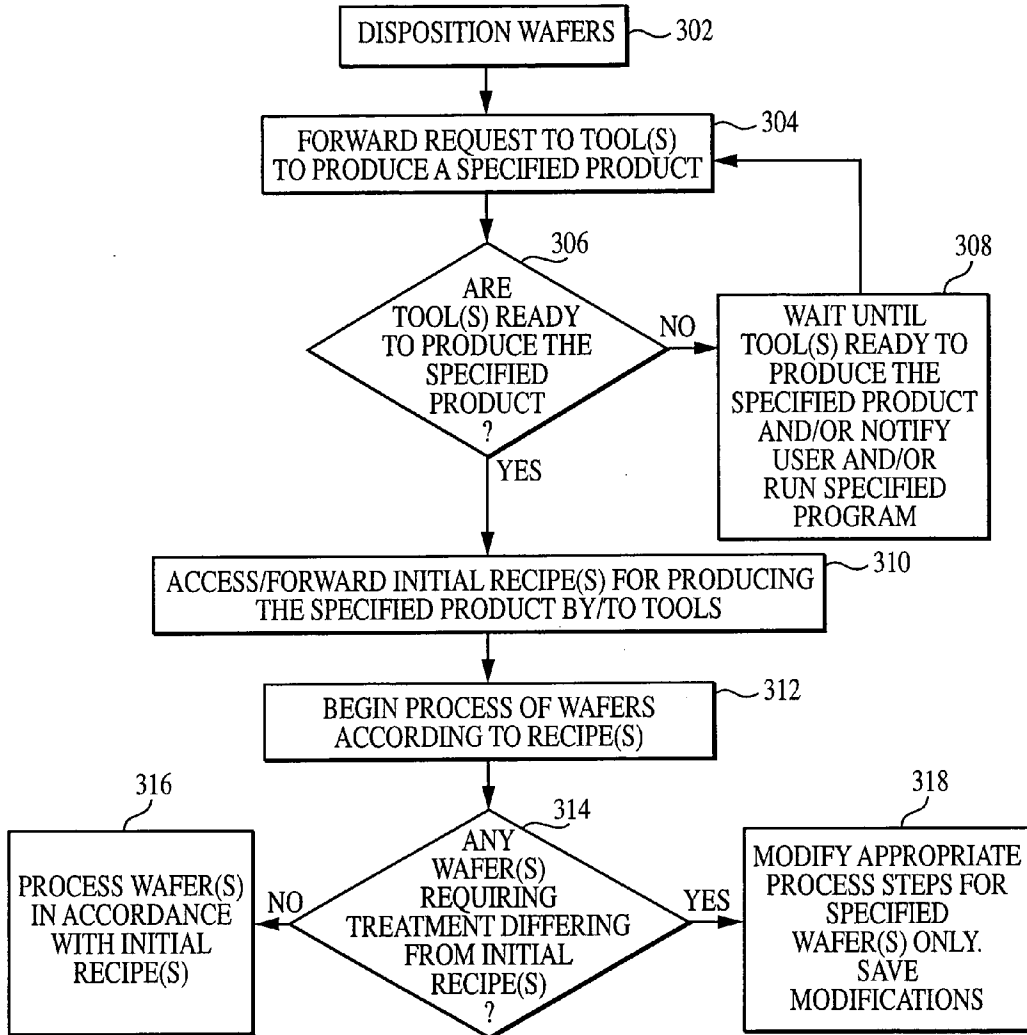 DISPOSITION WAFERS
302
FORWARD REQUEST TO TOOL(S)
TO PRODUCE A SPECIFIED PRODUCT
304
306
ARE
TOOL(S) READY
TO PRODUCE THE
SPECIFIED
PRODUCT
?
NO
YES
308
WAIT UNTIL
TOOL(S) READY TO
PRODUCE THE
SPECIFIED PRODUCT
AND/OR NOTIFY
USER AND/OR
RUN SPECIFIED
PROGRAM
ACCESS/FORWARD INITIAL RECIPE(S) FOR PRODUCING
THE SPECIFIED PRODUCT BY/TO TOOLS
310
BEGIN PROCESS OF WAFERS
ACCORDING TO RECIPE(S)
312
314
ANY
WAFER(S)
REQUIRING
TREATMENT DIFFERING
FROM INITIAL
RECIPE(S)
?
NO
YES
316
PROCESS WAFER(S)
IN ACCORDANCE
WITH INITIAL
RECIPE(S)
318
MODIFY APPROPRIATE
PROCESS STEPS FOR
SPECIFIED
WAFER(S) ONLY.
SAVE
MODIFICATIONS